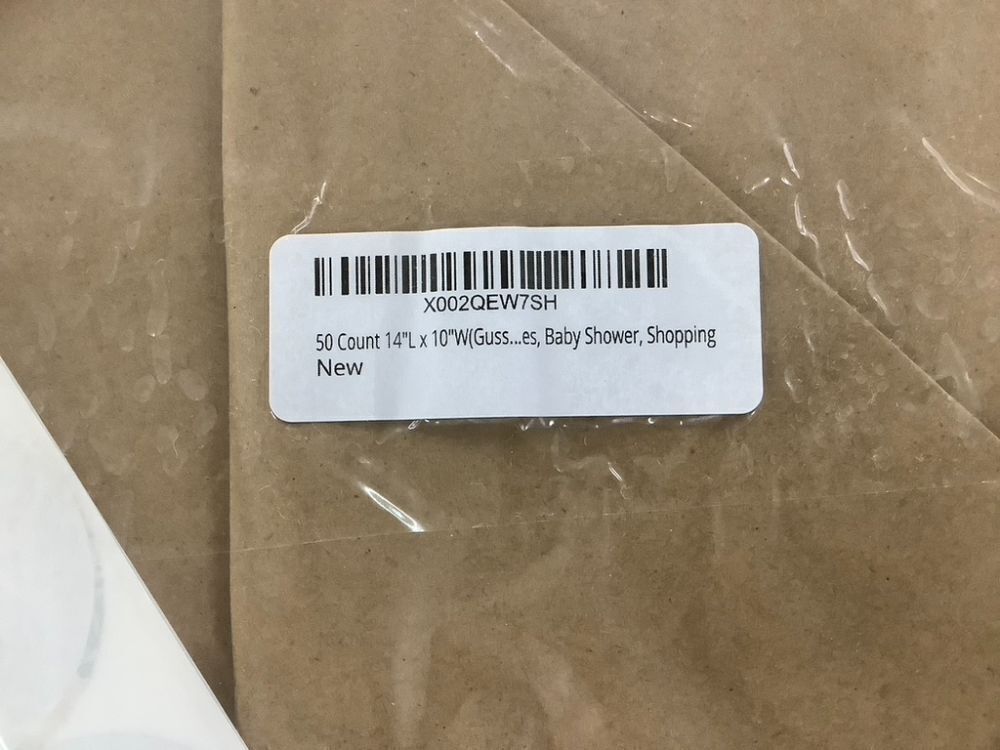 X002QEW7SH
50 Count 14"L x 10"W(Guss...es, Baby Shower, Shopping
New